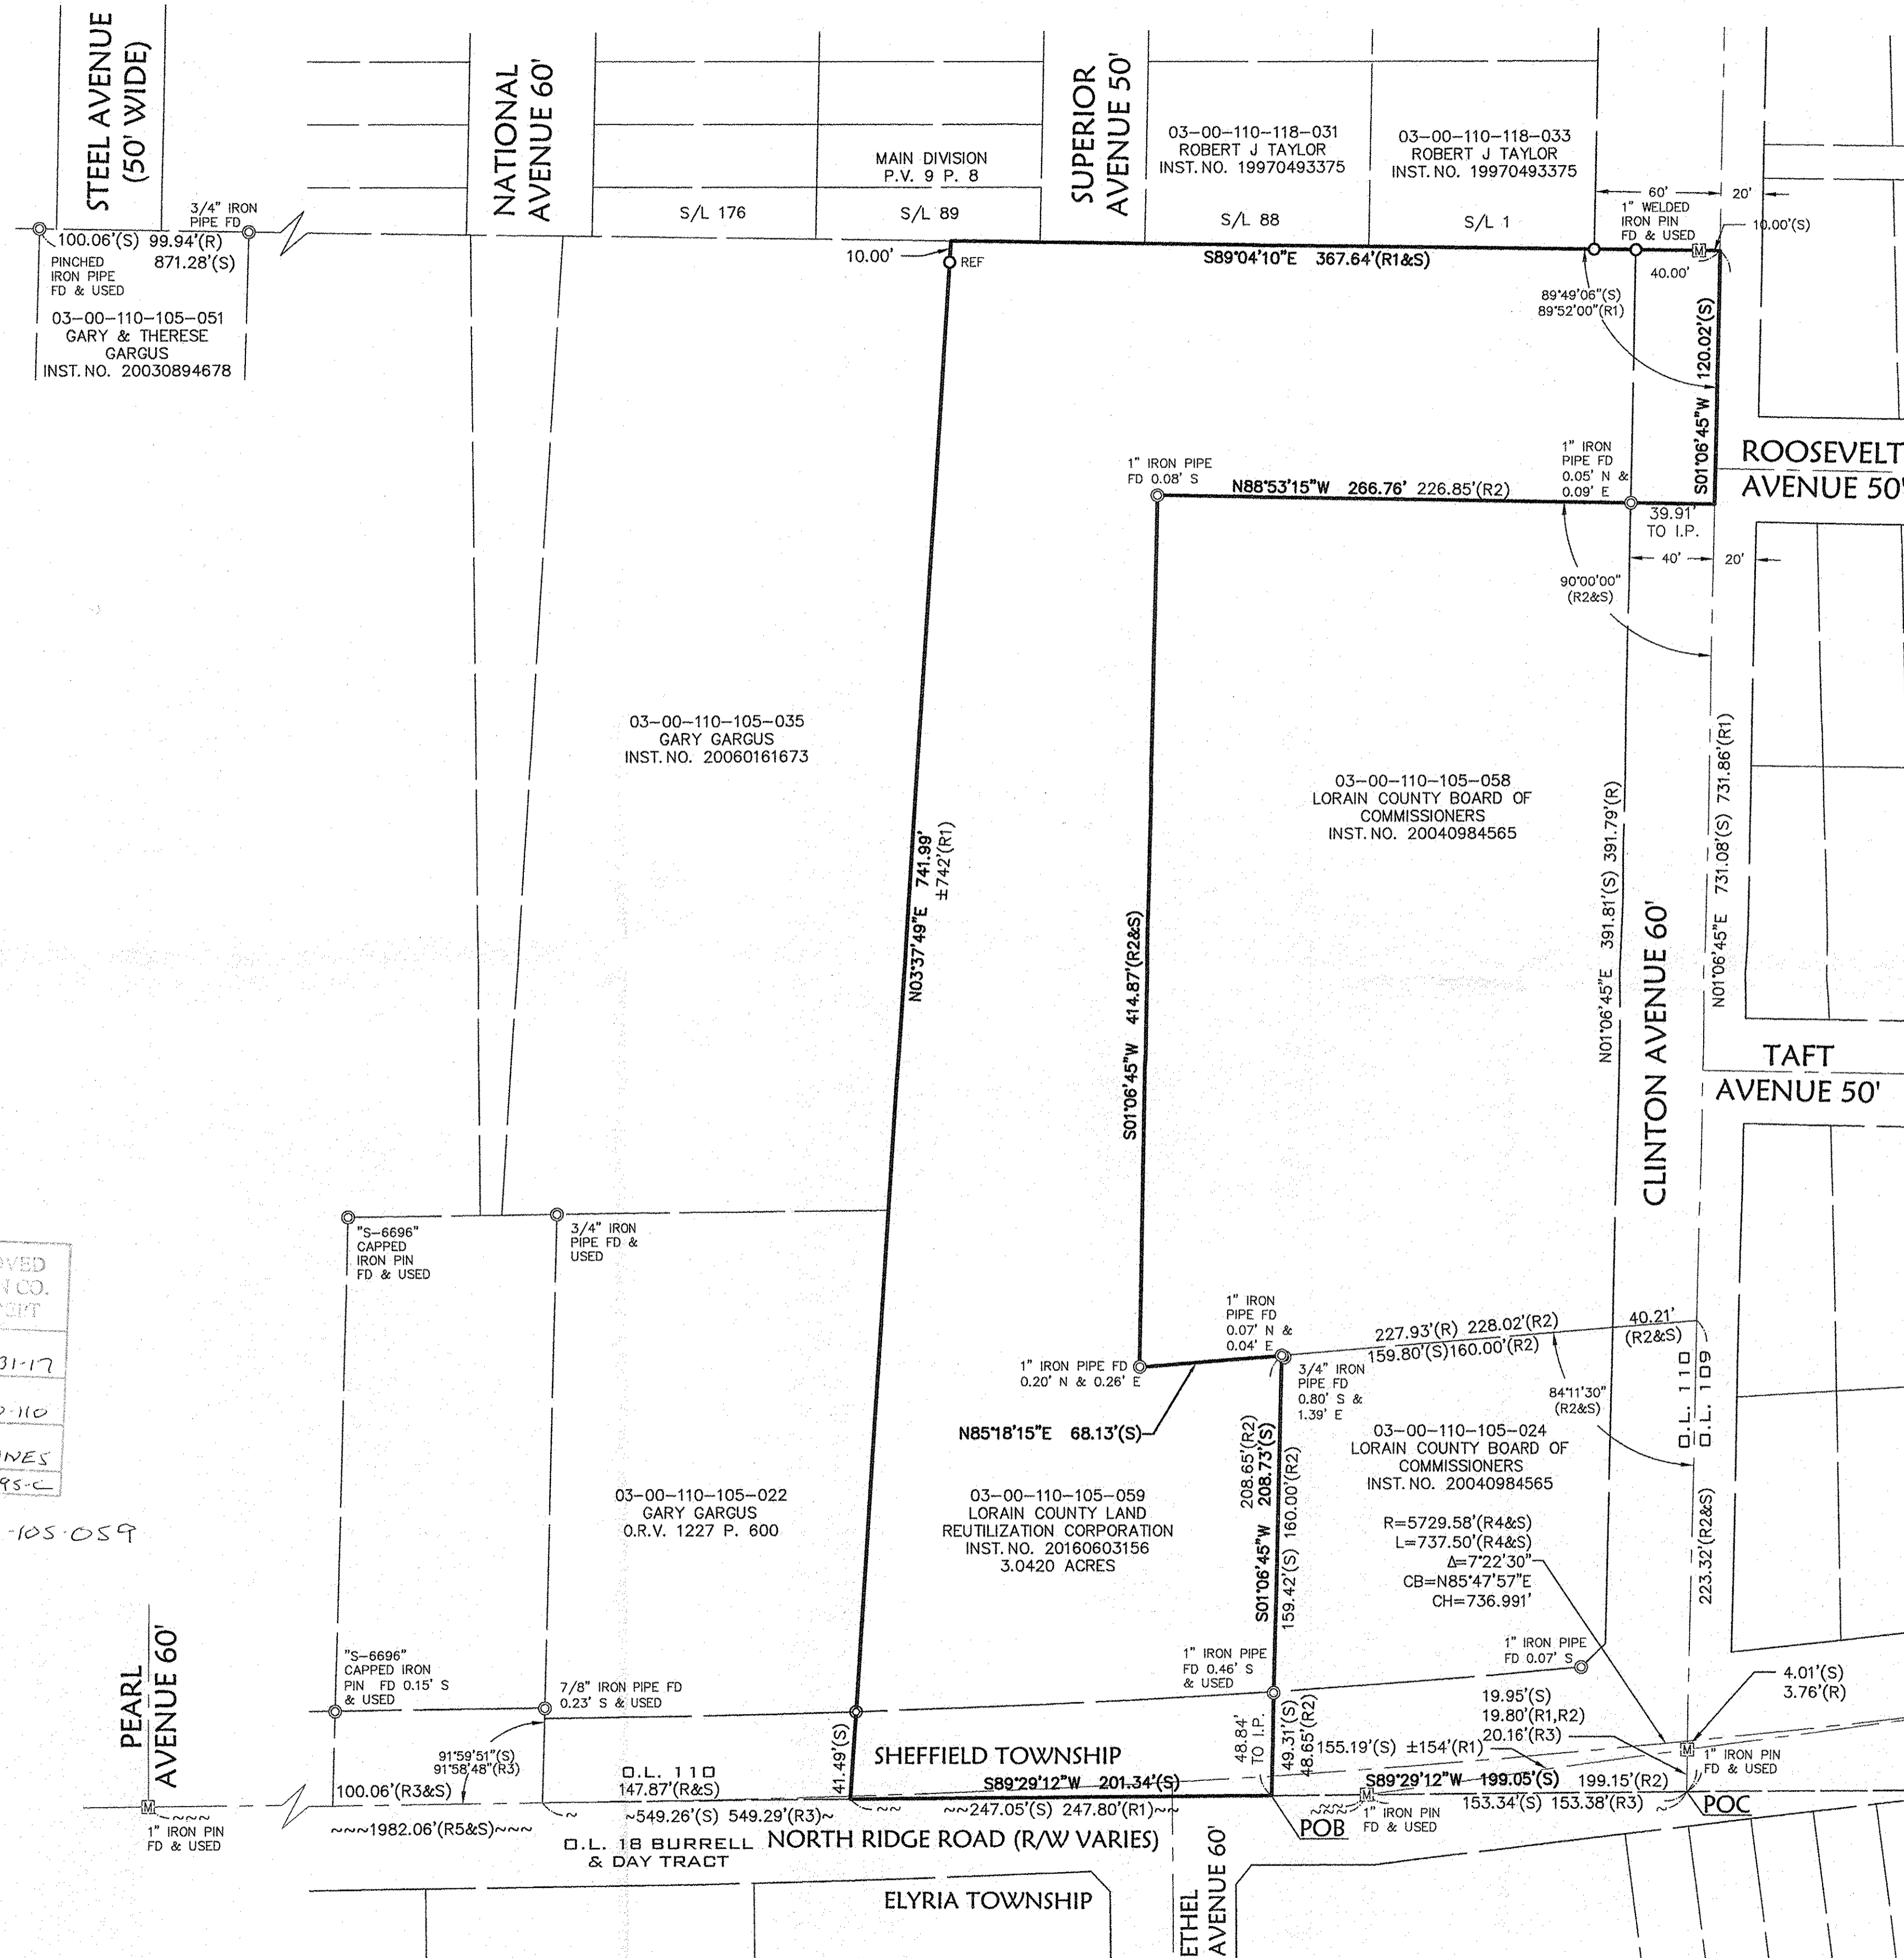 STEEL AVENUE
(50' WIDE)
NATIONAL
AVENUE 60'
SUPERIOR
AVENUE 50'
MAIN DIVISION
P.V. 9 P. 8
S/L 176
S/L 89
03-00-110-118-031
ROBERT J TAYLOR
INST. NO. 19970493375
S/L 88
03-00-110-118-033
ROBERT J TAYLOR
INST. NO. 19970493375
S/L 1
60'
20'
1" WELDED
IRON PIN
FD & USED
10.00'(S)
40.00'
3/4" IRON
PIPE FD
100.06'(S) 99.94'(R)
871.28'(S)
PINCHED
IRON PIPE
FD & USED
03-00-110-105-051
GARY & THERESE
GARGUS
INST. NO. 20030894678
10.00'
REF
S89°04'10"E 367.64'(R1&S)
89°49'06"(S)
89°52'00"(R1)
S01°06'45"W 120.02'(S)
ROOSEVELT
AVENUE 50'
1" IRON PIPE
FD 0.08' S
N88°53'15"W 266.76' 226.85'(R2)
1" IRON
PIPE FD
0.05' N &
0.09' E
39.91'
TO I.P.
40'
20'
90°00'00"
(R2&S)
03-00-110-105-035
GARY GARGUS
INST. NO. 20060161673
03-00-110-105-058
LORAIN COUNTY BOARD OF
COMMISSIONERS
INST. NO. 20040984565
N03°37'49"E 741.99'
±742'(R1)
S01°06'45"W 414.87'(R2&S)
N01°06'45"E 391.81'(S) 391.79'(R)
CLINTON AVENUE 60'
N01°06'45"E 731.08'(S) 731.86'(R1)
TAFT
AVENUE 50'
"S-6696"
CAPPED
IRON PIN
FD & USED
3/4" IRON
PIPE FD &
USED
1" IRON
PIPE FD
0.07' N &
0.04' E
1" IRON PIPE FD
0.20' N & 0.26' E
227.93'(R) 228.02'(R2)
159.80'(S) 160.00'(R2)
40.21'
(R2&S)
3/4" IRON
PIPE FD
0.80' S &
1.39' E
84°11'30"
(R2&S)
O.L. 110
O.L. 109
N85°18'15"E 68.13'(S)
208.65'(R2)
S01°06'45"W 208.73'(S)
159.42'(S) 160.00'(R2)
03-00-110-105-024
LORAIN COUNTY BOARD OF
COMMISSIONERS
INST. NO. 20040984565
R=5729.58'(R4&S)
L=737.50'(R4&S)
Δ=7°22'30"
CB=N85°47'57"E
CH=736.991'
223.32'(R2&S)
OVED
N CO.
31-17
0-110
INES
95-C
-105-059
03-00-110-105-022
GARY GARGUS
O.R.V. 1227 P. 600
03-00-110-105-059
LORAIN COUNTY LAND
REUTILIZATION CORPORATION
INST. NO. 20160603156
3.0420 ACRES
PEARL
AVENUE 60'
"S-6696"
CAPPED IRON
PIN FD 0.15' S
& USED
7/8" IRON PIPE FD
0.23' S & USED
1" IRON PIPE
FD 0.46' S
& USED
1" IRON PIPE
FD 0.07' S
4.01'(S)
3.76'(R)
19.95'(S)
19.80'(R1,R2)
20.16'(R3)
91°59'51"(S)
91°58'48"(R3)
41.49'(S)
SHEFFIELD TOWNSHIP
48.84'
TO I.P.
49.31'(S)
48.65'(R2)
155.19'(S) ±154'(R1)
1" IRON PIN
FD & USED
100.06'(R3&S)
O.L. 110
147.87'(R&S)
S89°29'12"W 201.34'(S)
S89°29'12"W 199.05'(S) 199.15'(R2)
153.34'(S) 153.38'(R3)
POC
1" IRON PIN
FD & USED
~~~1982.06'(R5&S)~~~
~549.26'(S) 549.29'(R3)~
~~247.05'(S) 247.80'(R1)~~
POB
1" IRON PIN
FD & USED
O.L. 18 BURRELL
& DAY TRACT
NORTH RIDGE ROAD (R/W VARIES)
ELYRIA TOWNSHIP
ETHEL
AVENUE 60'